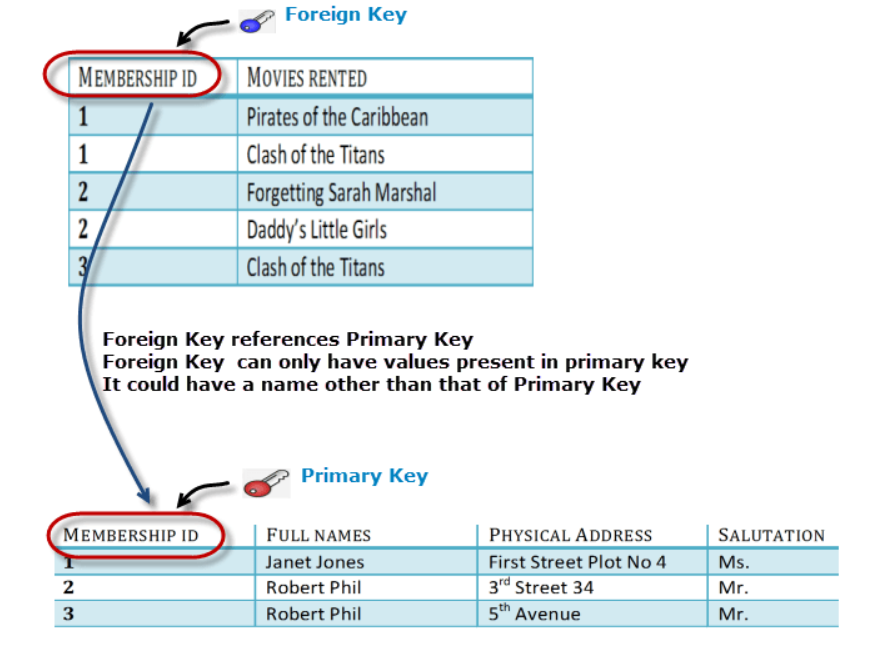 Foreign Key
MEMBERSHIP ID MOVIES RENTED
1 Pirates of the Caribbean
1 Clash of the Titans
2 Forgetting Sarah Marshal
2 Daddy's Little Girls
3 Clash of the Titans
Foreign Key references Primary Key
Foreign Key can only have values present in primary key
It could have a name other than that of Primary Key
Primary Key
MEMBERSHIP ID FULL NAMES PHYSICAL ADDRESS SALUTATION
1 Janet Jones First Street Plot No 4 Ms.
2 Robert Phil 3rd Street 34 Mr.
3 Robert Phil 5th Avenue Mr.